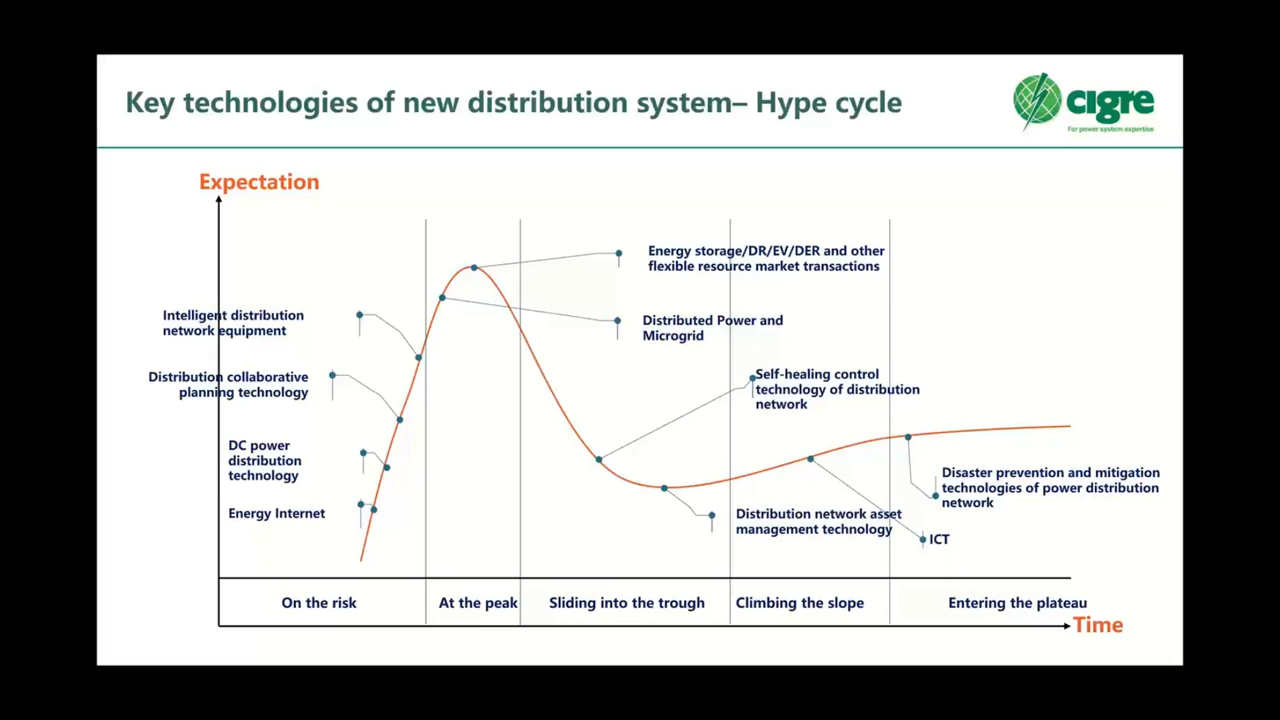 Key technologies of new distribution system– Hype cycle
cigre
For power system expertise
Expectation
Energy storage/DR/EV/DER and other
flexible resource market transactions
Intelligent distribution
network equipment
Distributed Power and
Microgrid
Distribution collaborative
planning technology
Self-healing control
technology of distribution
network
DC power
distribution
technology
Disaster prevention and mitigation
technologies of power distribution
network
Energy Internet
Distribution network asset
management technology
ICT
On the risk
At the peak
Sliding into the trough
Climbing the slope
Entering the plateau
Time